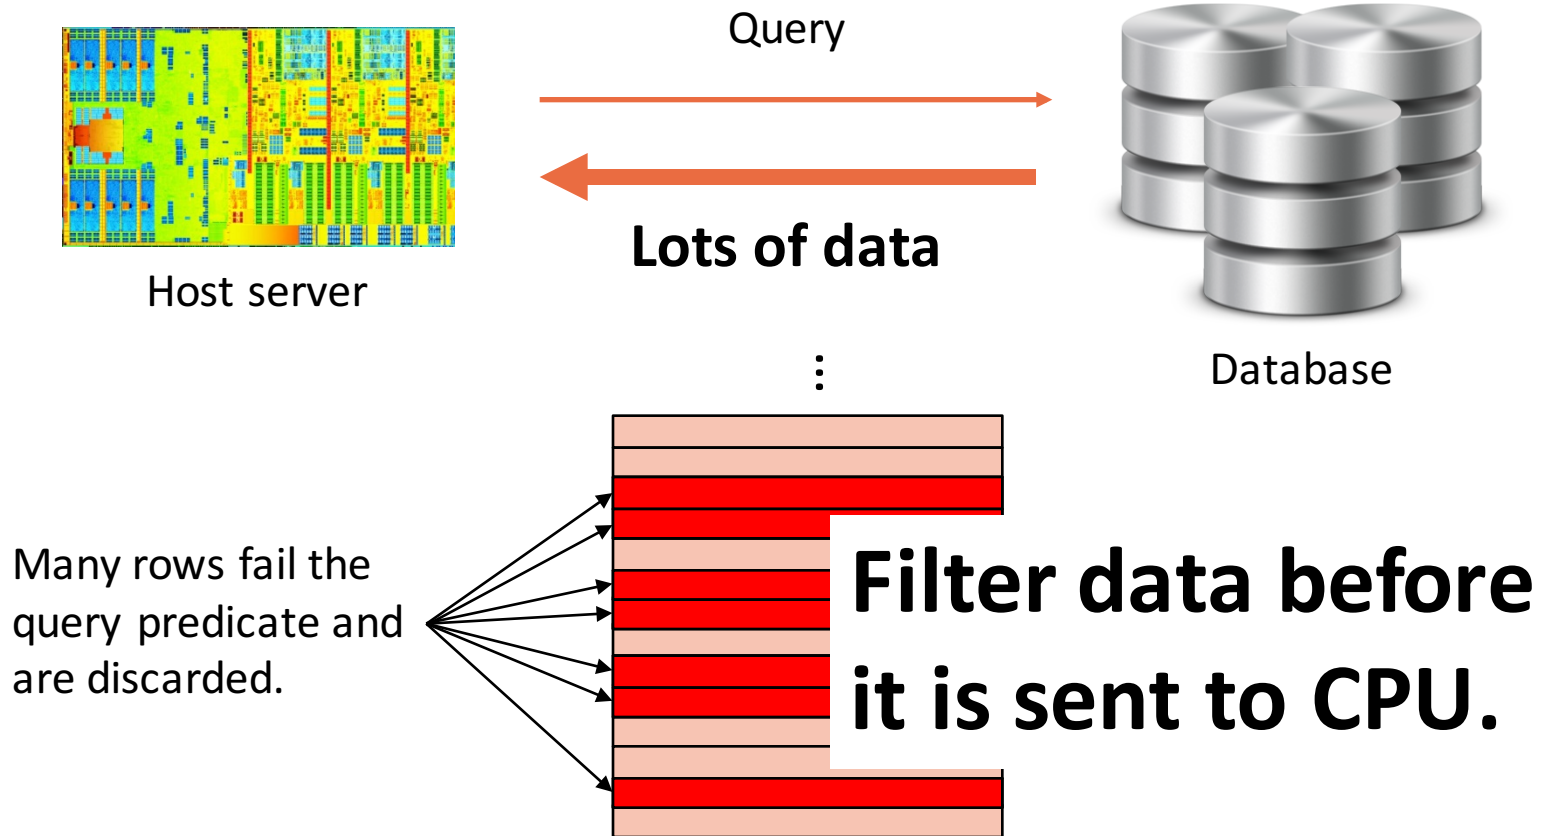 Query
Lots of data
Host server
Database
⋮
Many rows fail the
query predicate and
are discarded.
Filter data before
it is sent to CPU.